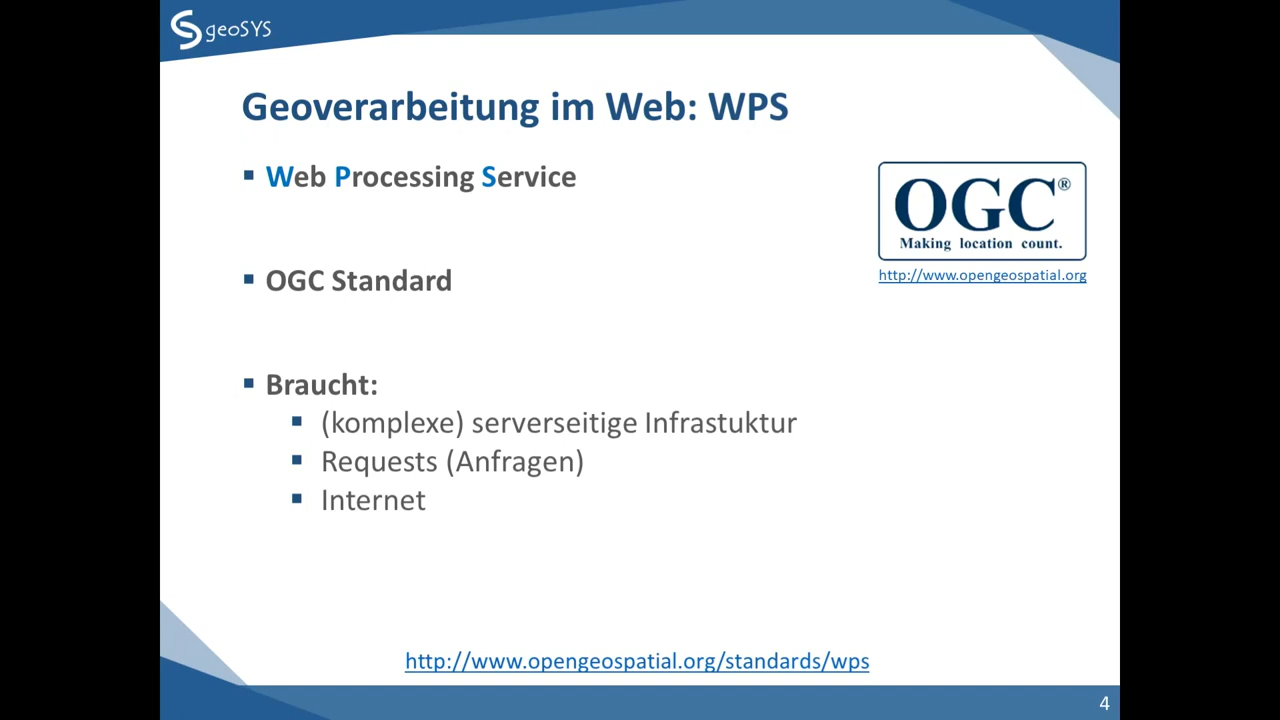 geoSYS
Geoverarbeitung im Web: WPS
▪ Web Processing Service
OGC®
Making location count.
http://www.opengeospatial.org
▪ OGC Standard
▪ Braucht:
▪ (komplexe) serverseitige Infrastuktur
▪ Requests (Anfragen)
▪ Internet
http://www.opengeospatial.org/standards/wps
4